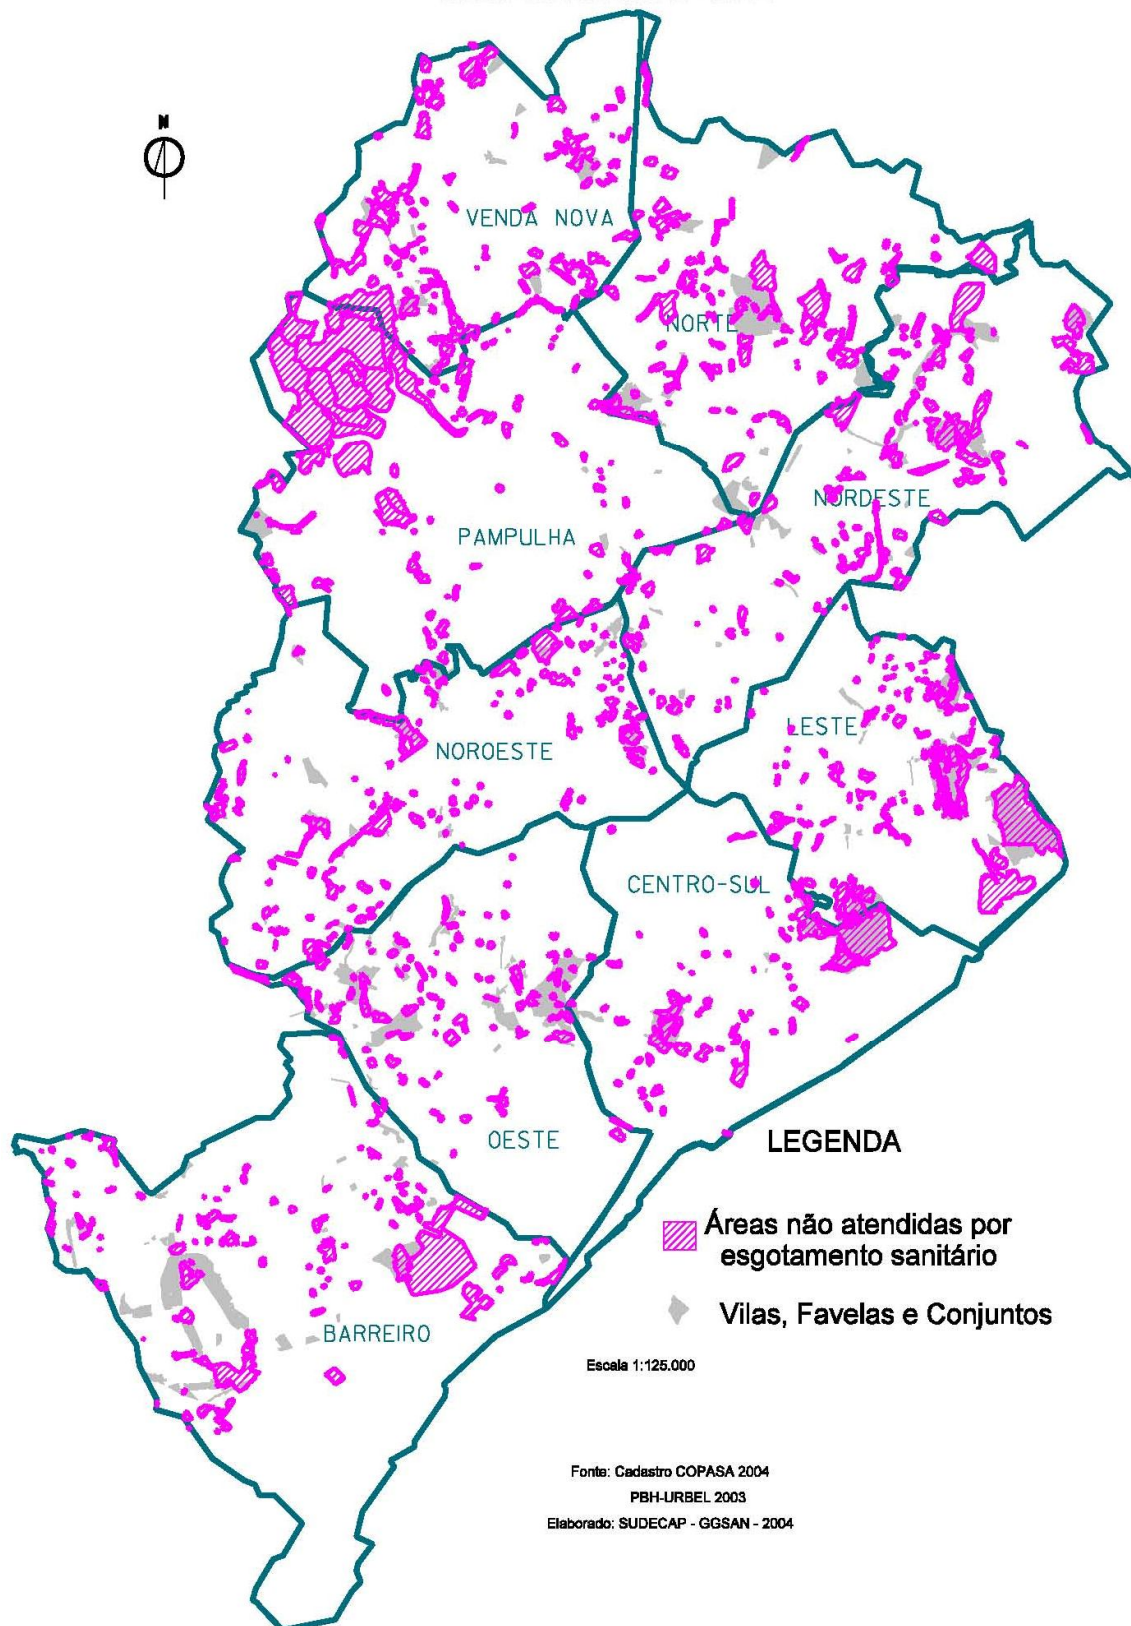 N
VENDA NOVA
NORTE
NORDESTE
PAMPULHA
LESTE
NOROESTE
CENTRO-SUL
OESTE
BARREIRO
LEGENDA
Áreas não atendidas por
esgotamento sanitário
Vilas, Favelas e Conjuntos
Escala 1:125.000
Fonte: Cadastro COPASA 2004
PBH-URBEL 2003
Elaborado: SUDECAP - GGSAN - 2004